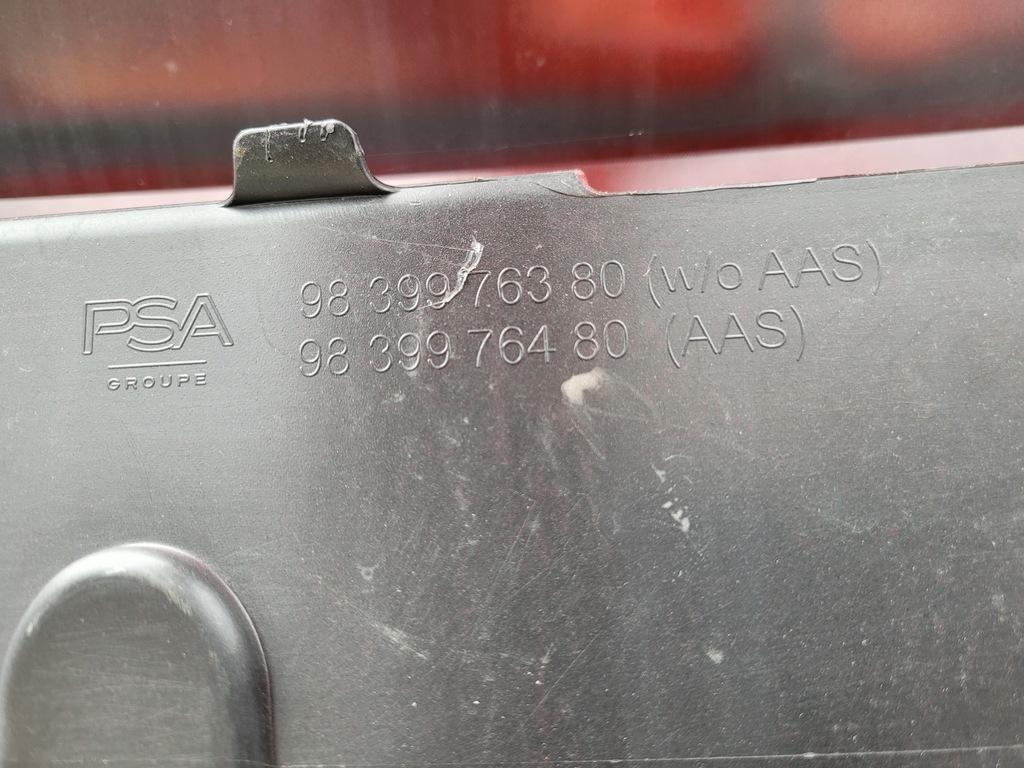 PSA
GROUPE
98 399 763 80 (w/o AAS)
98 399 764 80 (AAS)